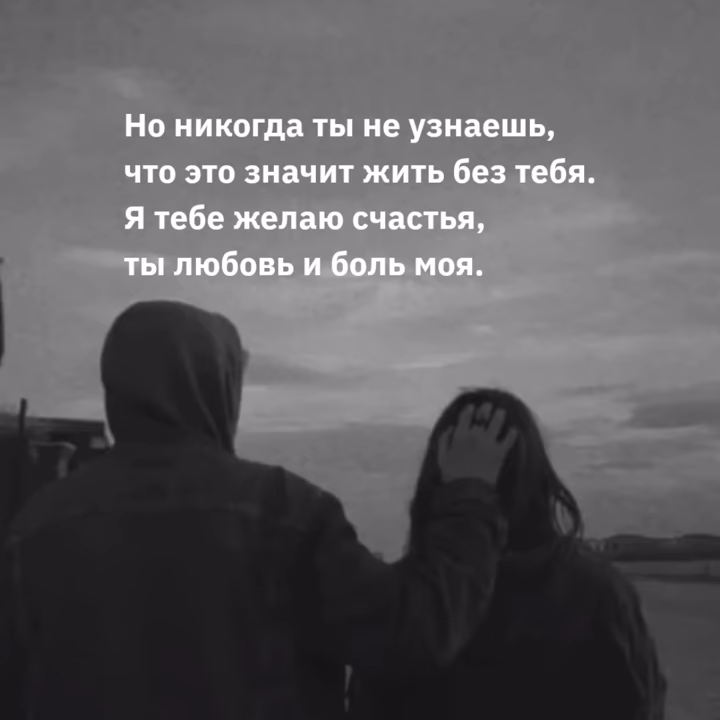 Но никогда ты не узнаешь,
что это значит жить без тебя.
Я тебе желаю счастья,
ты любовь и боль моя.